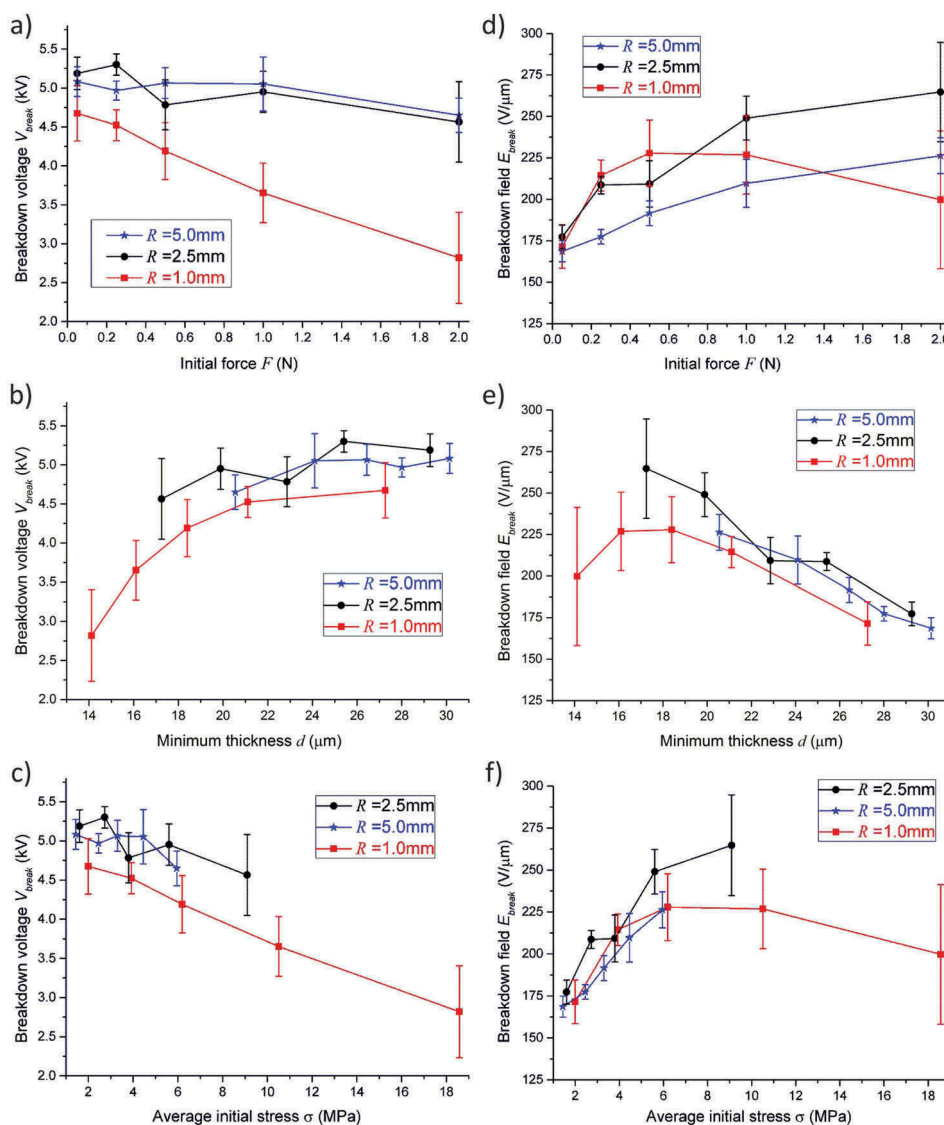 a)
Breakdown voltage V_break (kV)
5.5
5.0
4.5
4.0
3.5
3.0
2.5
2.0
R =5.0mm
R =2.5mm
R =1.0mm
0.0 0.2 0.4 0.6 0.8 1.0 1.2 1.4 1.6 1.8 2.0
Initial force F (N)
d)
Breakdown field E_break (V/μm)
300
275
250
225
200
175
150
125
R =5.0mm
R =2.5mm
R =1.0mm
0.0 0.2 0.4 0.6 0.8 1.0 1.2 1.4 1.6 1.8 2.0
Initial force F (N)
b)
Breakdown voltage V_break (kV)
5.5
5.0
4.5
4.0
3.5
3.0
2.5
2.0
R =5.0mm
R =2.5mm
R =1.0mm
14 16 18 20 22 24 26 28 30
Minimum thickness d (μm)
e)
Breakdown field E_break (V/μm)
300
275
250
225
200
175
150
125
R =5.0mm
R =2.5mm
R =1.0mm
14 16 18 20 22 24 26 28 30
Minimum thickness d (μm)
c)
Breakdown voltage V_break (kV)
5.5
5.0
4.5
4.0
3.5
3.0
2.5
2.0
R =2.5mm
R =5.0mm
R =1.0mm
2 4 6 8 10 12 14 16 18
Average initial stress σ (MPa)
f)
Breakdown field E_break (V/μm)
300
275
250
225
200
175
150
125
R =2.5mm
R =5.0mm
R =1.0mm
2 4 6 8 10 12 14 16 18
Average initial stress σ (MPa)